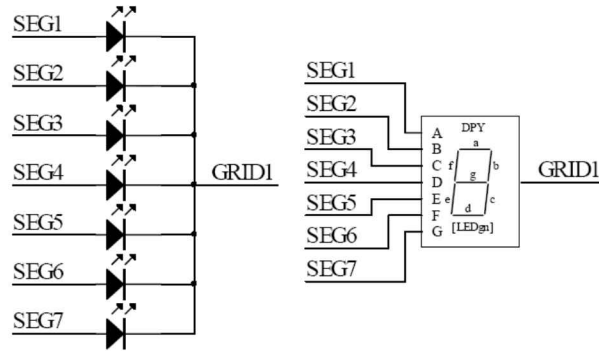 SEG1
SEG2
SEG3
SEG4
SEG5
SEG6
SEG7
GRID1
SEG1
SEG2
SEG3
SEG4
SEG5
SEG6
SEG7
A
B
C
D
E
F
G
DPY
a
f
b
g
e
c
d
[LEDgn]
GRID1